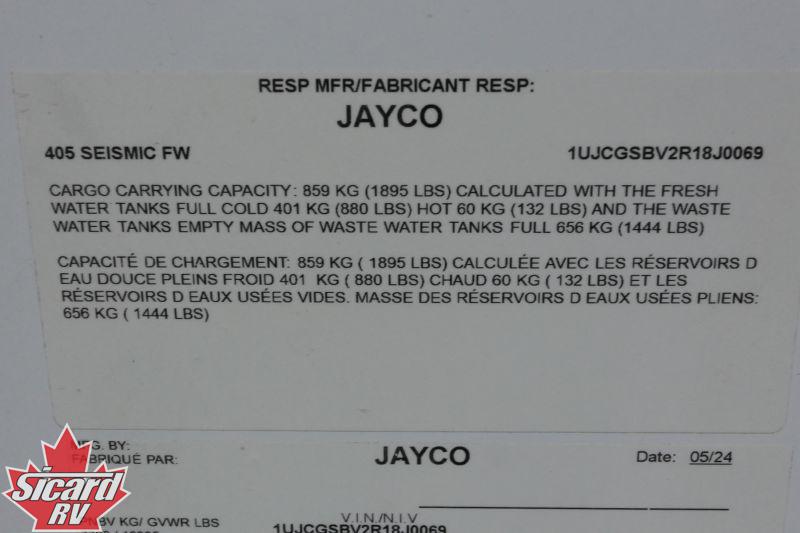 RESP MFR/FABRICANT RESP:
JAYCO
405 SEISMIC FW 1UJCGSBV2R18J0069
CARGO CARRYING CAPACITY: 859 KG (1895 LBS) CALCULATED WITH THE FRESH
WATER TANKS FULL COLD 401 KG (880 LBS) HOT 60 KG (132 LBS) AND THE WASTE
WATER TANKS EMPTY MASS OF WASTE WATER TANKS FULL 656 KG (1444 LBS)
CAPACITÉ DE CHARGEMENT: 859 KG ( 1895 LBS) CALCULÉE AVEC LES RÉSERVOIRS D
EAU DOUCE PLEINS FROID 401 KG ( 880 LBS) CHAUD 60 KG ( 132 LBS) ET LES
RÉSERVOIRS D EAUX USÉES VIDES. MASSE DES RÉSERVOIRS D EAUX USÉES PLIENS:
656 KG ( 1444 LBS)
MFG. BY:
FABRIQUÉ PAR: JAYCO Date: 05/24
V.I.N./N.I.V
KG/ GVWR LBS 1UJCGSBV2R18J0069
Sicard
RV